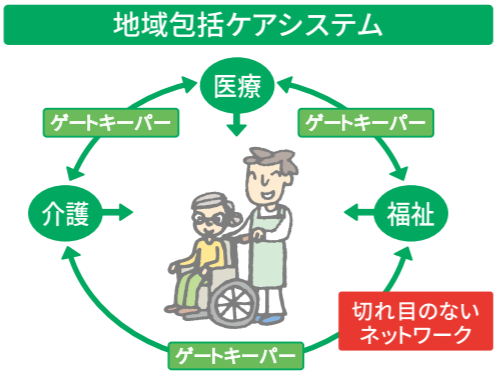 地域包括ケアシステム
医療
ゲートキーパー
ゲートキーパー
介護
福祉
切れ目のない
ネットワーク
ゲートキーパー